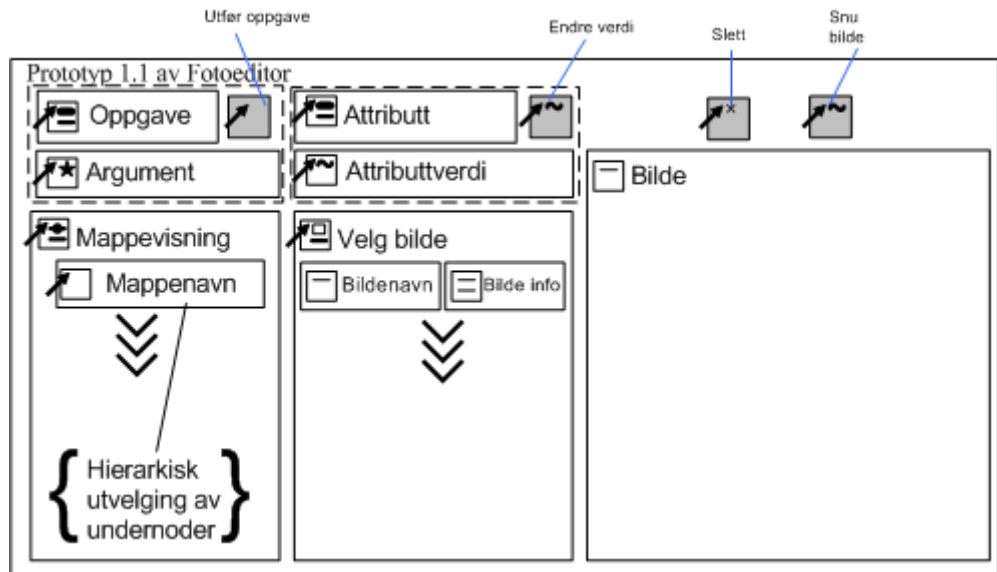 Utfør oppgave
Endre verdi
Slett
Snu
bilde
Prototyp 1.1 av Fotoeditor
Oppgave
Attributt
Argument
Attributtverdi
Bilde
Mappevisning
Velg bilde
Mappenavn
Bildenavn
Bilde info
Hierarkisk
utvelging av
undernoder